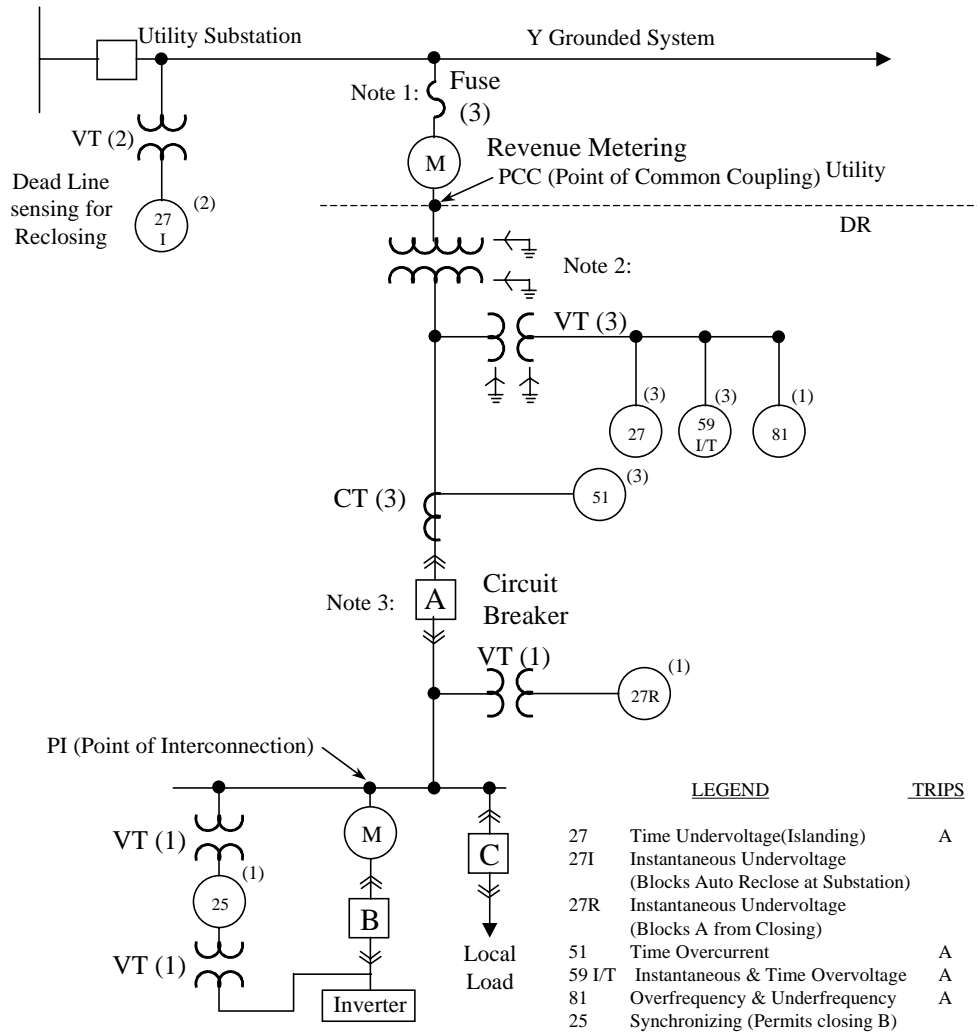 Utility Substation
Y Grounded System
Note 1:
Fuse
(3)
VT (2)
M
Revenue Metering
PCC (Point of Common Coupling)
Utility
Dead Line
sensing for
Reclosing
27
I
(2)
DR
Note 2:
VT (3)
27
(3)
59
I/T
(3)
81
(1)
CT (3)
51
(3)
Note 3:
A
Circuit
Breaker
VT (1)
27R
(1)
PI (Point of Interconnection)
VT (1)
M
C
25
(1)
B
VT (1)
Local
Load
Inverter
LEGEND TRIPS
27 Time Undervoltage(Islanding) A
27I Instantaneous Undervoltage
(Blocks Auto Reclose at Substation)
27R Instantaneous Undervoltage
(Blocks A from Closing)
51 Time Overcurrent A
59 I/T Instantaneous & Time Overvoltage A
81 Overfrequency & Underfrequency A
25 Synchronizing (Permits closing B)